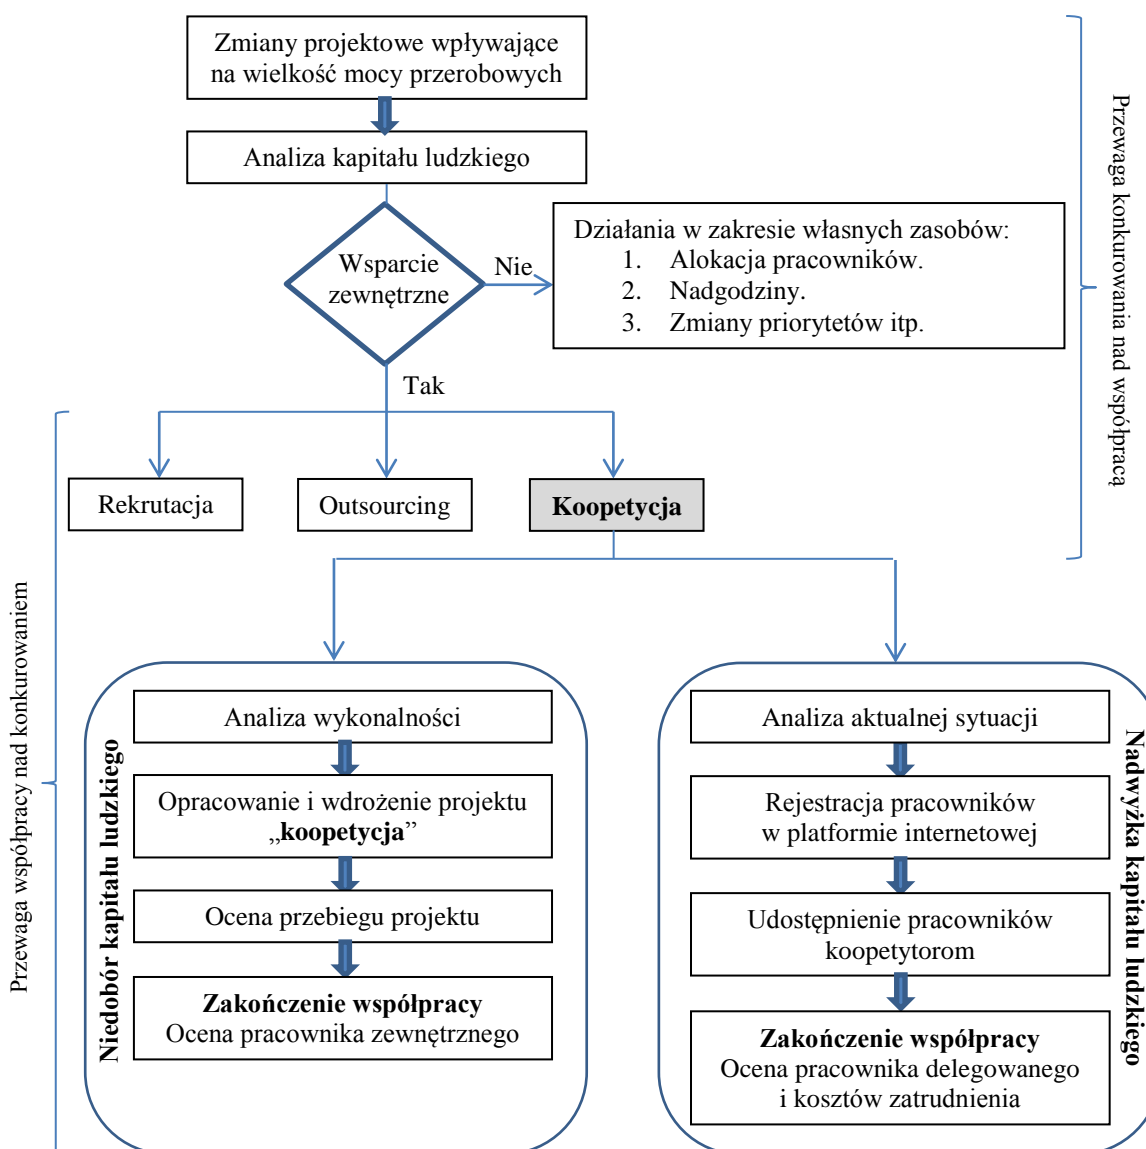 Zmiany projektowe wpływające
na wielkość mocy przerobowych
Analiza kapitału ludzkiego
Wsparcie
zewnętrzne
Nie
Działania w zakresie własnych zasobów:
1. Alokacja pracowników.
2. Nadgodziny.
3. Zmiany priorytetów itp.
Przewaga konkurowania nad współpracą
Tak
Rekrutacja
Outsourcing
Koopetycja
Przewaga współpracy nad konkurowaniem
Niedobór kapitału ludzkiego
Analiza wykonalności
Opracowanie i wdrożenie projektu
„koopetycja”
Ocena przebiegu projektu
Zakończenie współpracy
Ocena pracownika zewnętrznego
Analiza aktualnej sytuacji
Rejestracja pracowników
w platformie internetowej
Udostępnienie pracowników
koopetytorom
Zakończenie współpracy
Ocena pracownika delegowanego
i kosztów zatrudnienia
Nadwyżka kapitału ludzkiego